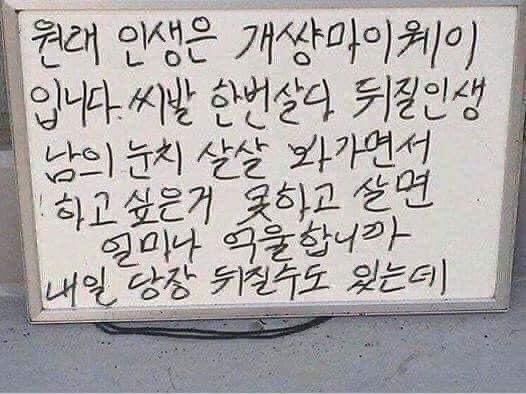 원래 인생은 개썅마이웨이
입니다. 씨발 한번살다 뒤질인생
남의 눈치 살살 봐가면서
하고싶은거 못하고 살면
얼마나 억울합니까
내일 당장 뒤질수도 있는데